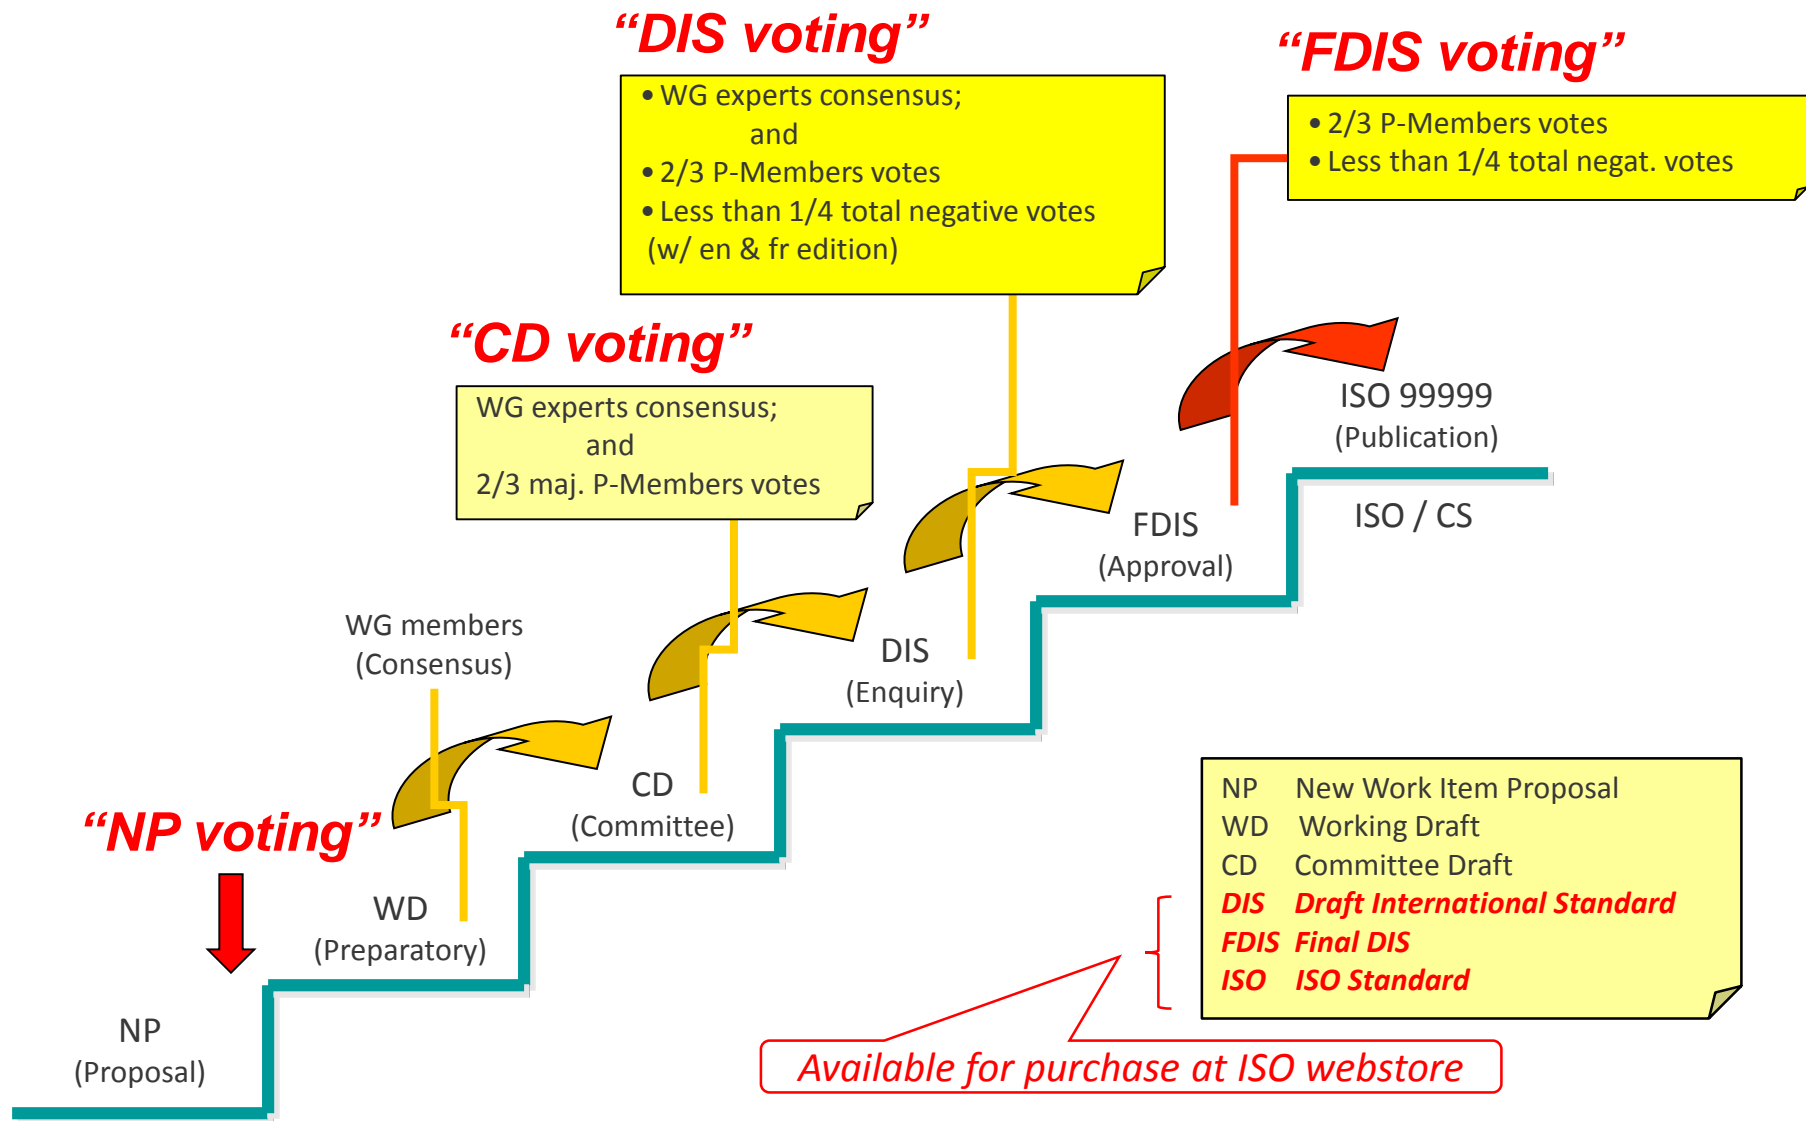 “DIS voting”
“FDIS voting”
• WG experts consensus;
and
• 2/3 P-Members votes
• Less than 1/4 total negative votes
(w/ en & fr edition)
• 2/3 P-Members votes
• Less than 1/4 total negat. votes
“CD voting”
WG experts consensus;
and
2/3 maj. P-Members votes
ISO 99999
(Publication)
ISO / CS
FDIS
(Approval)
WG members
(Consensus)
DIS
(Enquiry)
CD
(Committee)
“NP voting”
WD
(Preparatory)
NP
(Proposal)
NP New Work Item Proposal
WD Working Draft
CD Committee Draft
DIS Draft International Standard
FDIS Final DIS
ISO ISO Standard
Available for purchase at ISO webstore